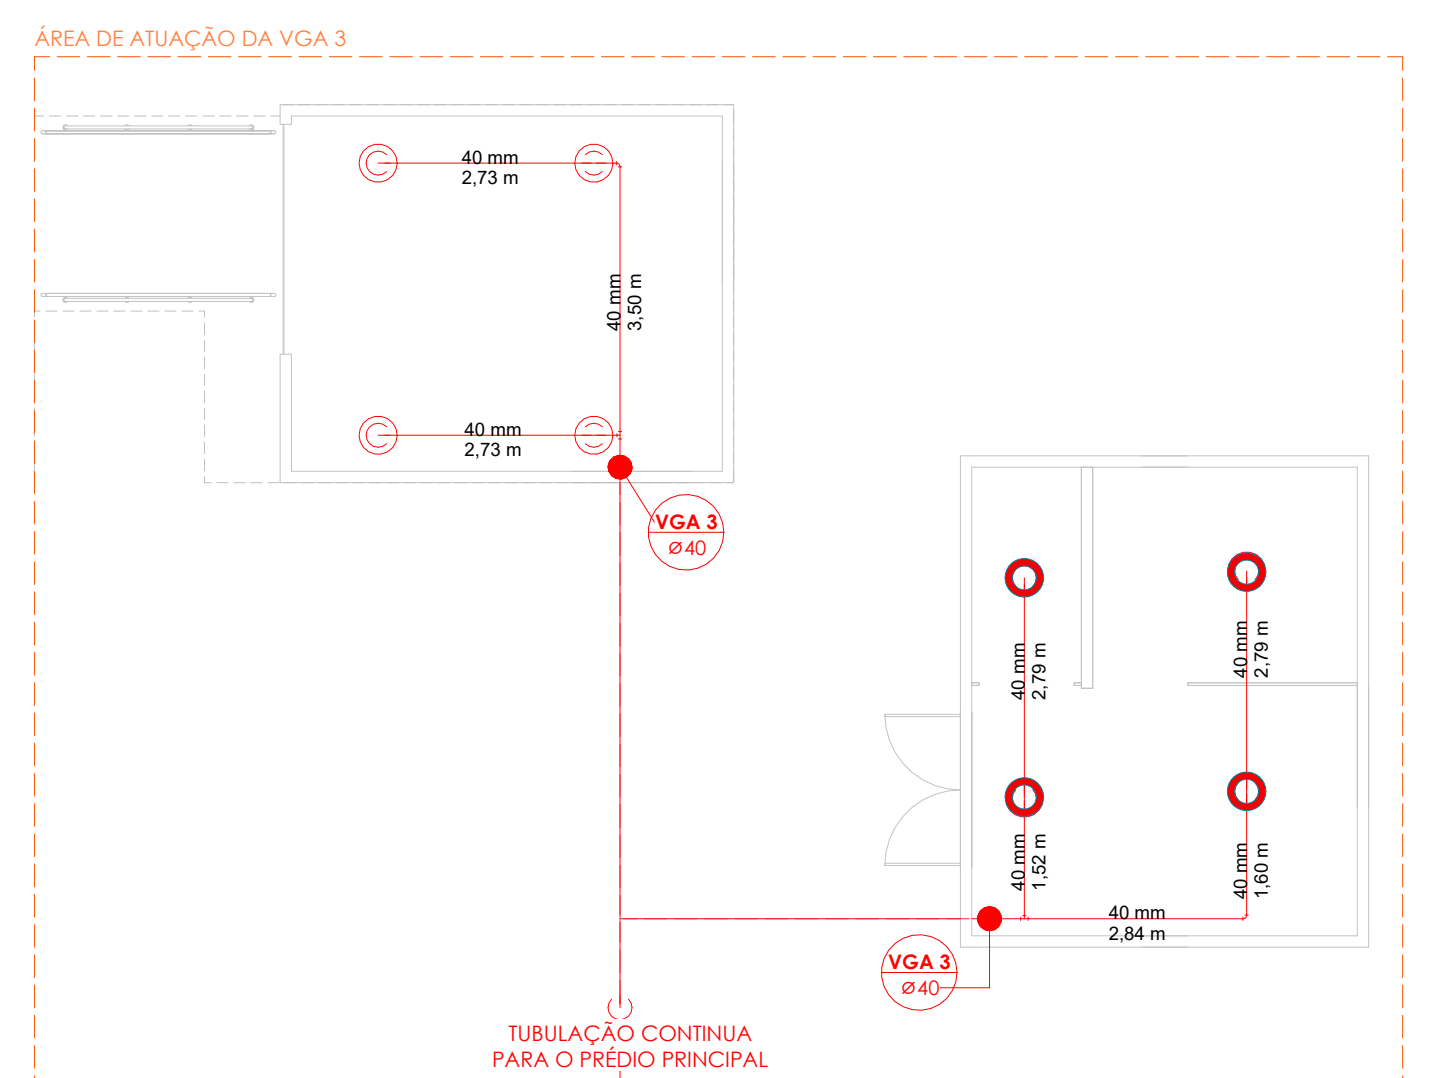 ÁREA DE ATUAÇÃO DA VGA 3
40 mm
2,73 m
40 mm
3,50 m
40 mm
2,73 m
VGA 3
Ø40
40 mm
2,79 m
40 mm
2,79 m
40 mm
1,52 m
40 mm
1,60 m
40 mm
2,84 m
VGA 3
Ø40
TUBULAÇÃO CONTINUA
PARA O PRÉDIO PRINCIPAL